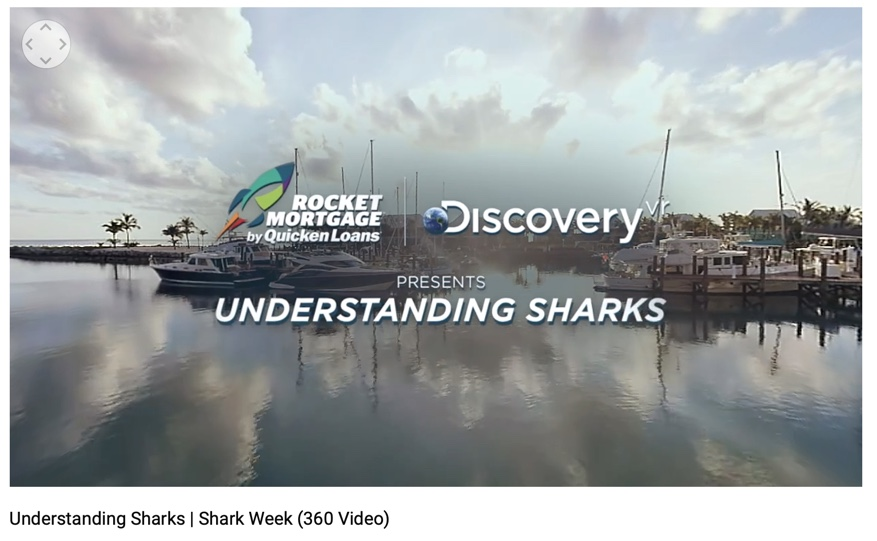 ROCKET
MORTGAGE
by Quicken Loans
Discovery vr
PRESENTS
UNDERSTANDING SHARKS
Understanding Sharks | Shark Week (360 Video)